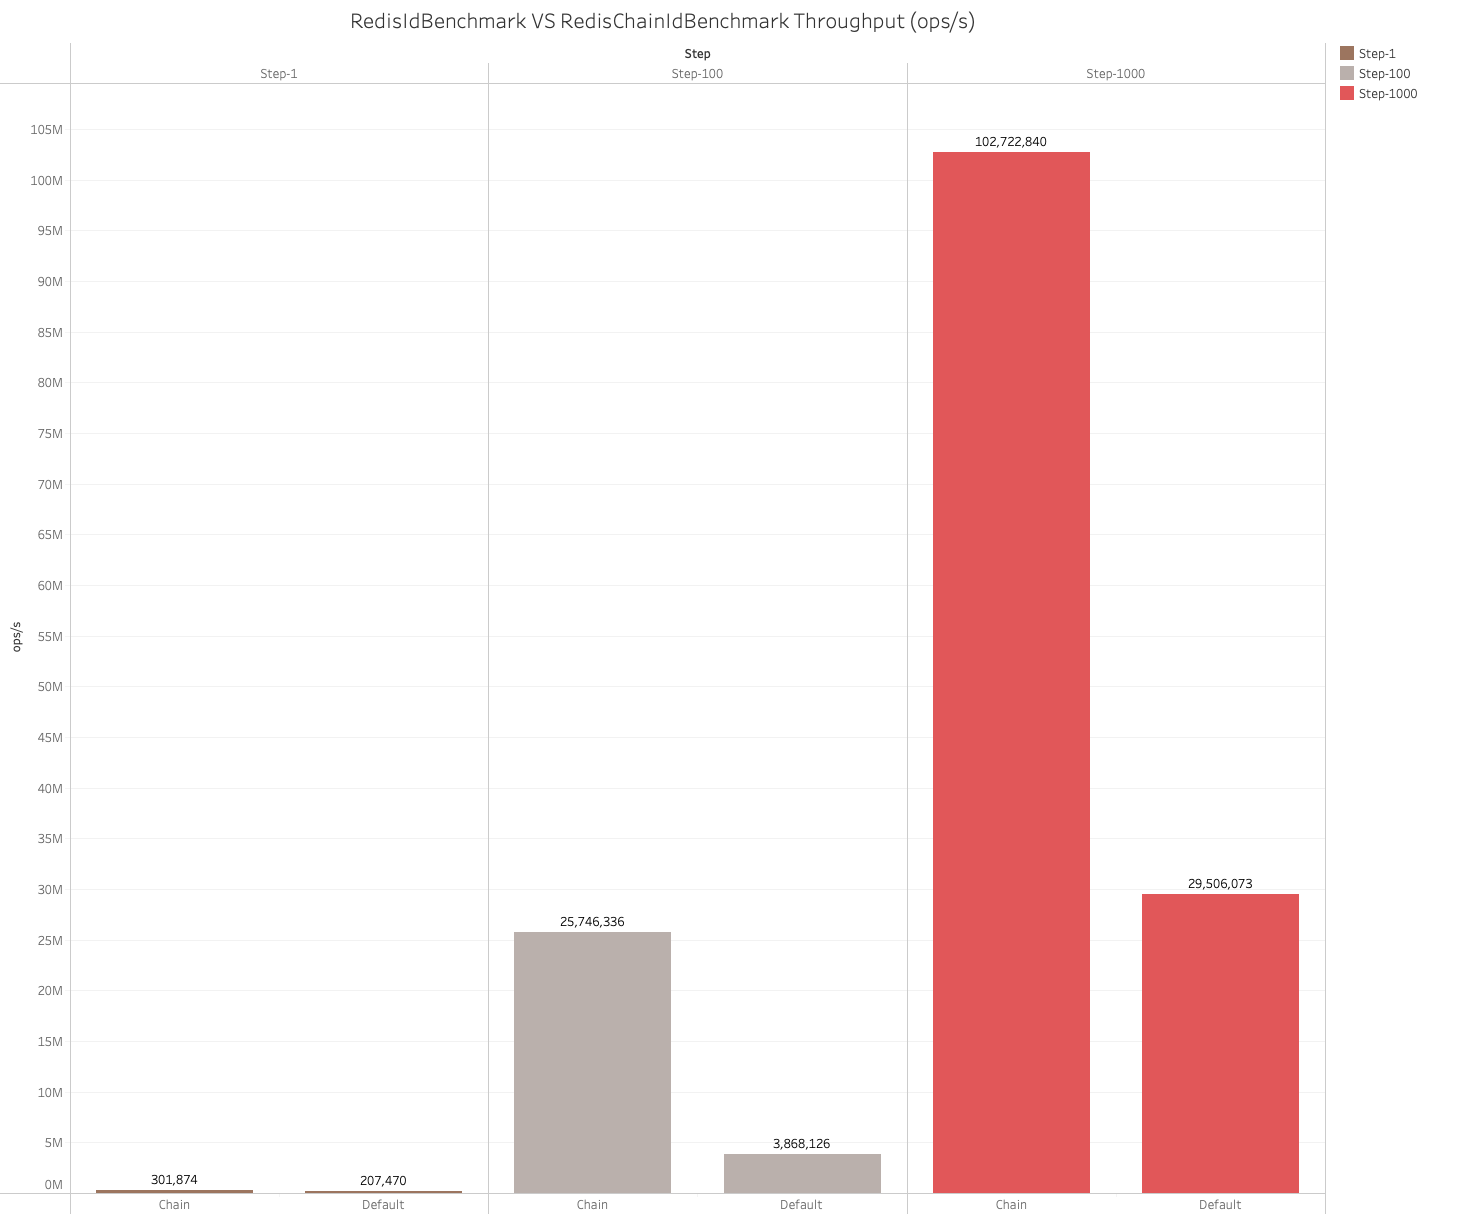 RedisIdBenchmark VS RedisChainIdBenchmark Throughput (ops/s)
Step
Step-1 Step-100 Step-1000
Step-1
Step-100
Step-1000
105M
100M
95M
90M
85M
80M
75M
70M
65M
60M
55M
50M
45M
40M
35M
30M
25M
20M
15M
10M
5M
0M
ops/s
301,874
207,470
25,746,336
3,868,126
102,722,840
29,506,073
Chain Default Chain Default Chain Default